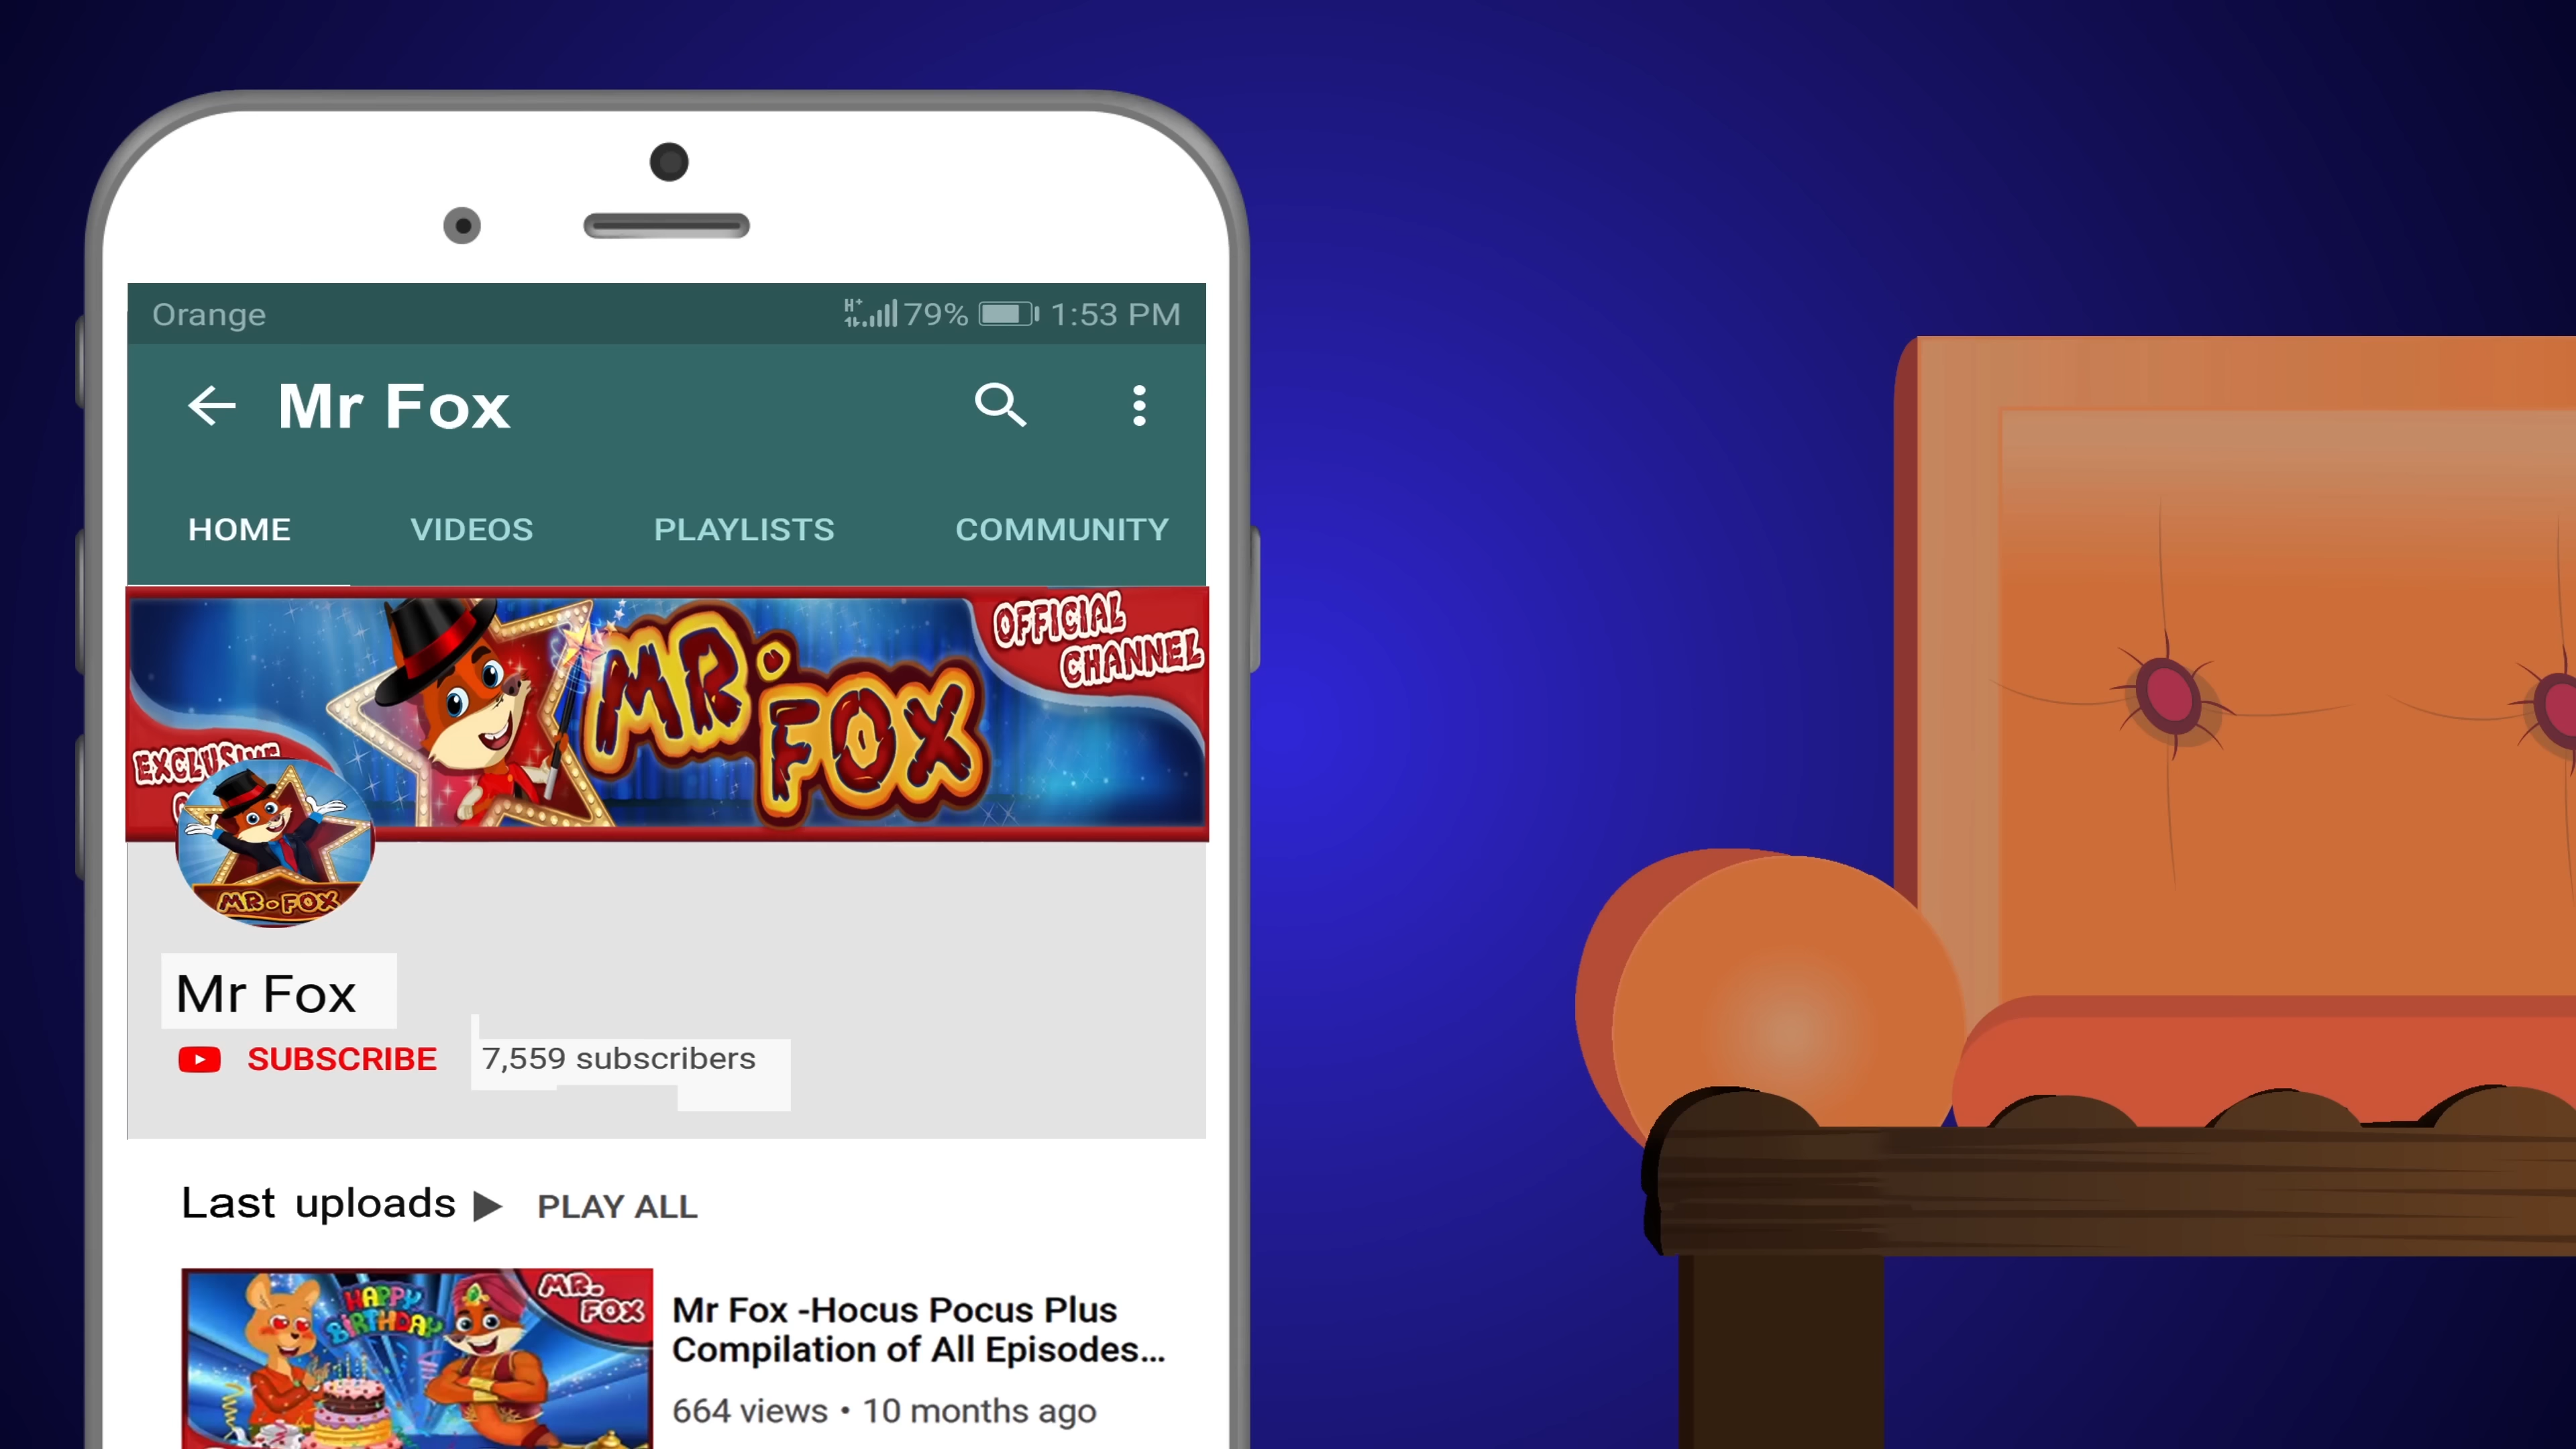 Orange
H+ 79% 1:53 PM
Mr Fox
HOME VIDEOS PLAYLISTS COMMUNITY
MR. FOX
OFFICIAL
CHANNEL
EXCLUSIVE
MR. FOX
Mr Fox
SUBSCRIBE 7,559 subscribers
Last uploads PLAY ALL
HAPPY
BIRTHDAY
MR.
FOX
Mr Fox -Hocus Pocus Plus
Compilation of All Episodes...
664 views • 10 months ago